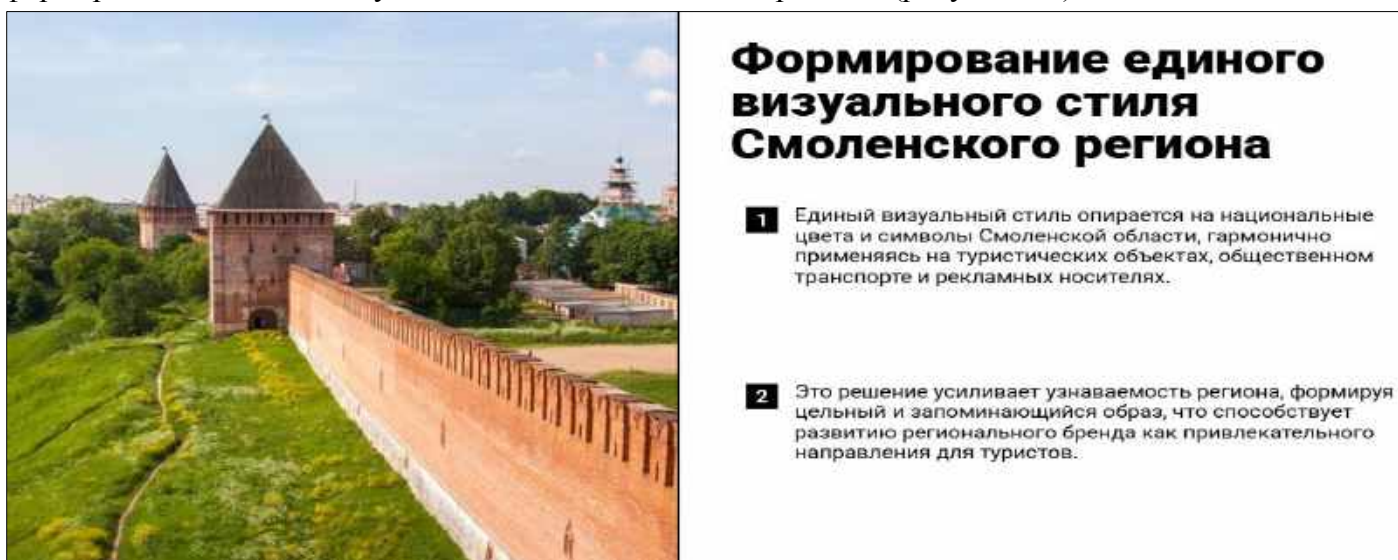 Формирование единого
визуального стиля
Смоленского региона
1 Единый визуальный стиль опирается на национальные
цвета и символы Смоленской области, гармонично
применяясь на туристических объектах, общественном
транспорте и рекламных носителях.
2 Это решение усиливает узнаваемость региона, формируя
цельный и запоминающийся образ, что способствует
развитию регионального бренда как привлекательного
направления для туристов.